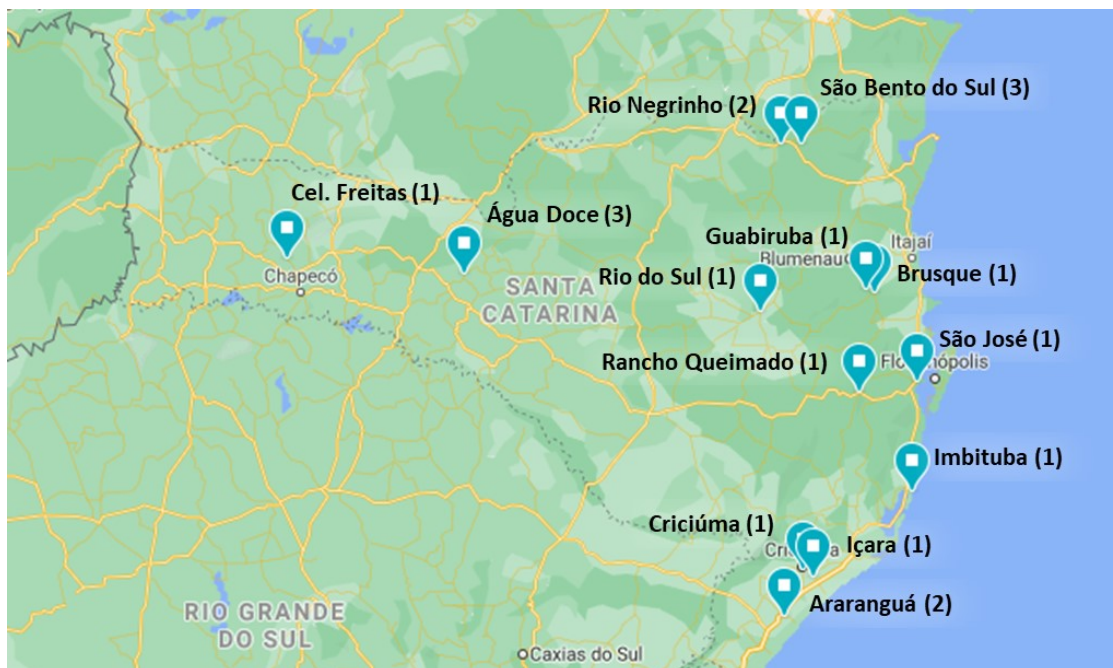 São Bento do Sul (3)
Rio Negrinho (2)
Cel. Freitas (1)
Água Doce (3)
Guabiruba (1)
Itajaí
Blumenau
Brusque (1)
Chapecó
Rio do Sul (1)
SANTA
CATARINA
São José (1)
Rancho Queimado (1)
Imbituba (1)
Criciúma (1)
Içara (1)
Araranguá (2)
RIO GRANDE
DO SUL
Caxias do Sul